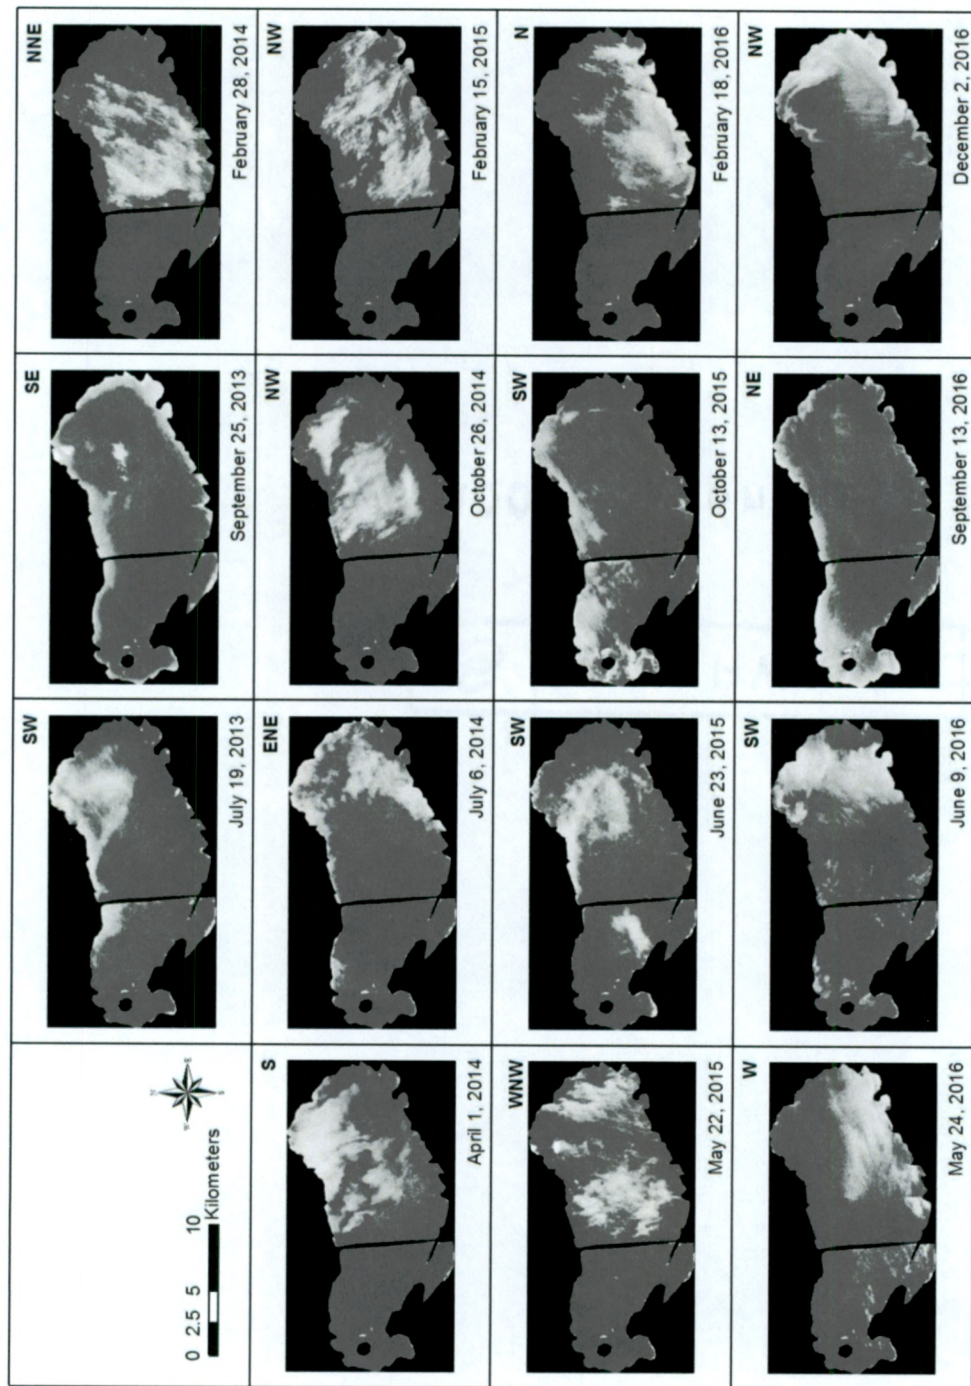 0 2.5 5 10
Kilometers
N
W
E
S
SW
July 19, 2013
SE
September 25, 2013
NNE
February 28, 2014
S
April 1, 2014
ENE
July 6, 2014
NW
October 26, 2014
NW
February 15, 2015
WNW
May 22, 2015
SW
June 23, 2015
SW
October 13, 2015
N
February 18, 2016
W
May 24, 2016
SW
June 9, 2016
NE
September 13, 2016
NW
December 2, 2016